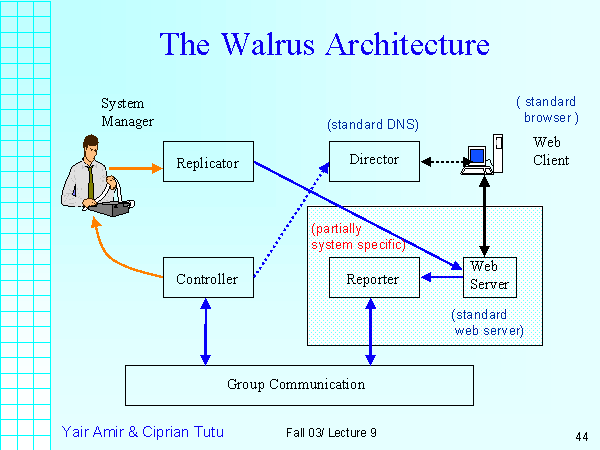 The Walrus Architecture
System
Manager
( standard
browser )
(standard DNS)
Web
Client
Replicator
Director
(partially
system specific)
Controller
Reporter
Web
Server
(standard
web server)
Group Communication
Yair Amir & Ciprian Tutu
Fall 03/ Lecture 9
44